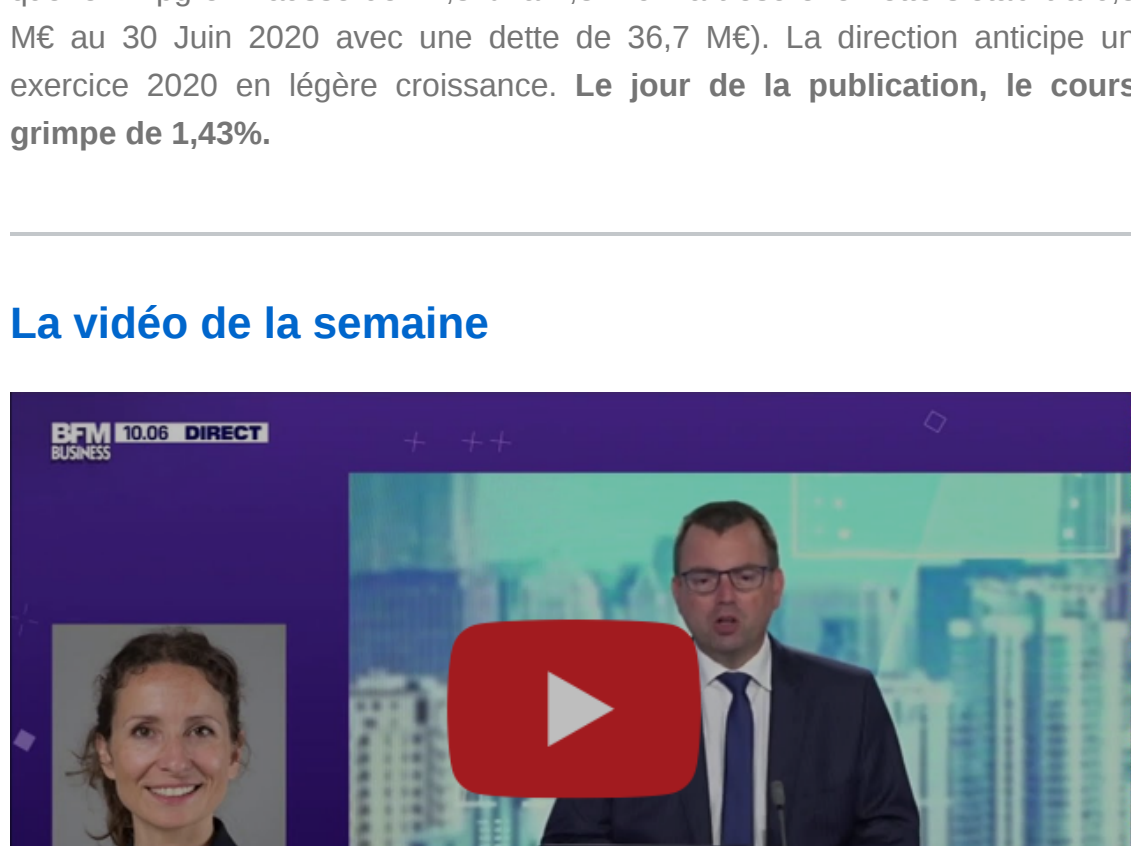 M€ au 30 Juin 2020 avec une dette de 36,7 M€). La direction anticipe un
exercice 2020 en légère croissance. Le jour de la publication, le cours
grimpe de 1,43%.
La vidéo de la semaine
BFM 10.06 DIRECT
BUSINESS